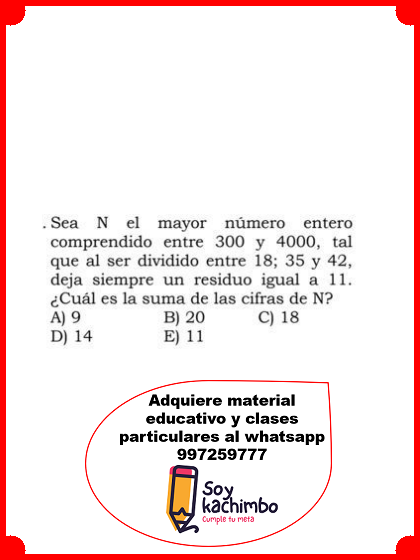 . Sea N el mayor número entero
comprendido entre 300 y 4000, tal
que al ser dividido entre 18; 35 y 42,
deja siempre un residuo igual a 11.
¿Cuál es la suma de las cifras de N?
A) 9 B) 20 C) 18
D) 14 E) 11
Adquiere material
educativo y clases
particulares al whatsapp
997259777
Soy
kachimbo
Cumple tu meta